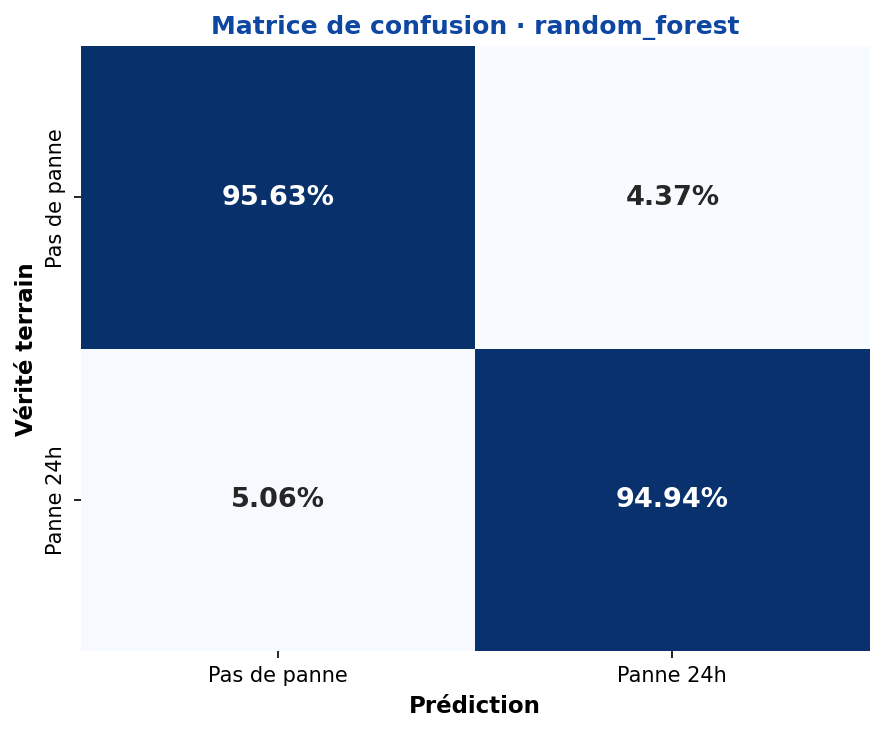 Matrice de confusion · random_forest
Vérité terrain
Pas de panne
95.63%
4.37%
Panne 24h
5.06%
94.94%
Pas de panne
Panne 24h
Prédiction